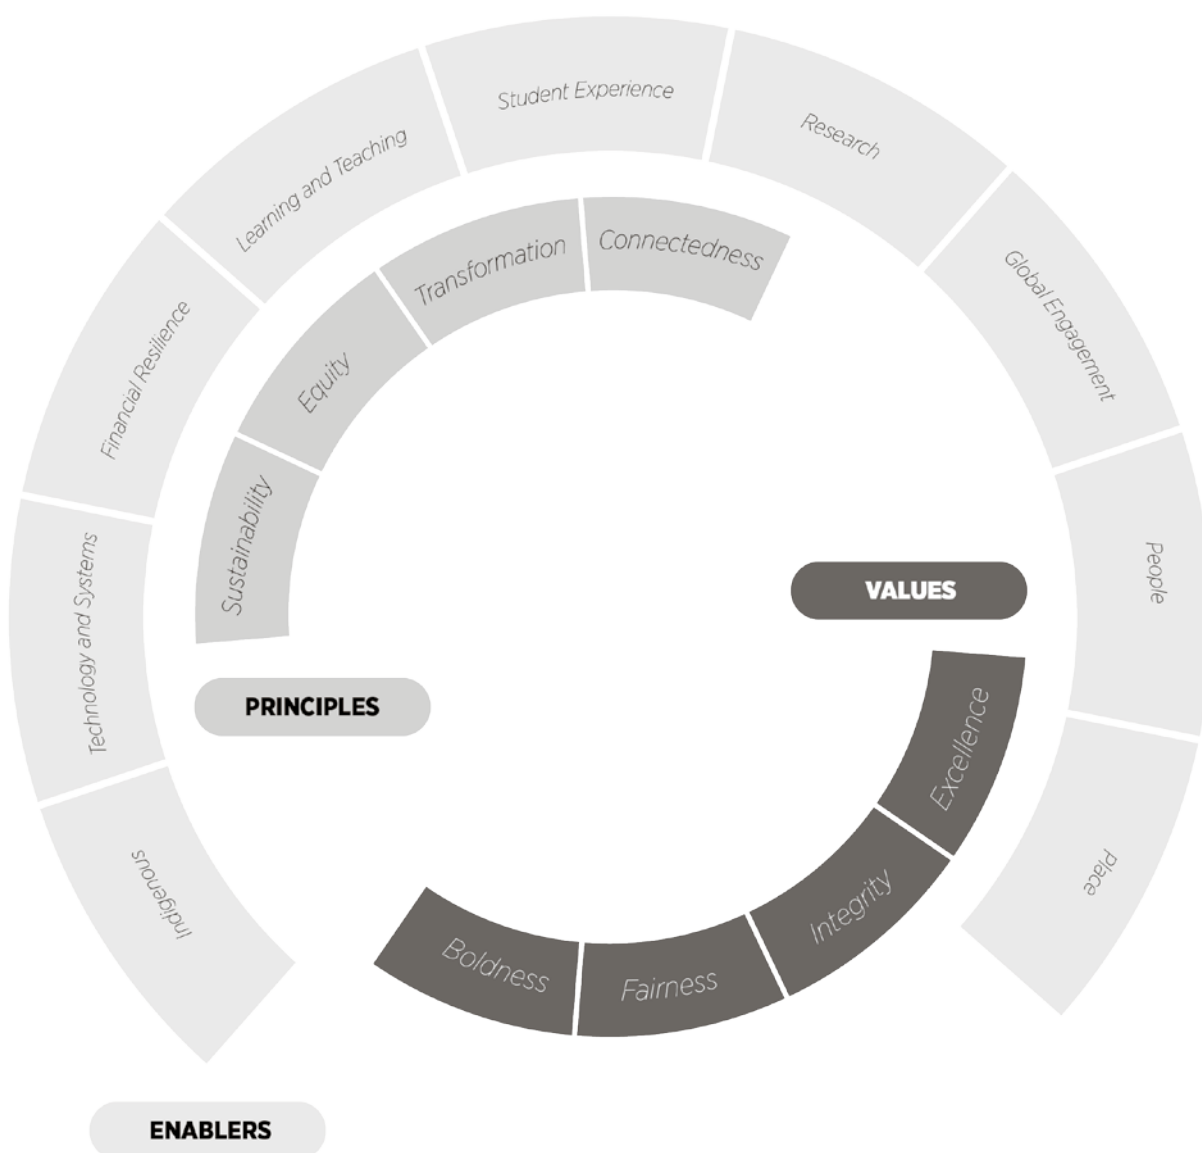 Student Experience
Research
Learning and Teaching
Global Engagement
Financial Resilience
People
Technology and Systems
Place
Indigenous
Connectedness
Transformation
Equity
Sustainability
VALUES
PRINCIPLES
Excellence
Integrity
Fairness
Boldness
ENABLERS